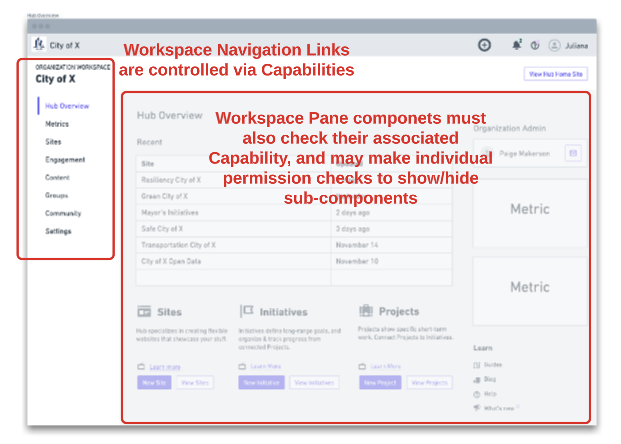 Hub Overview
City of X
2
Juliana
Workspace Navigation Links
are controlled via Capabilities
ORGANIZATION WORKSPACE
City of X
View Hub Home Site
Hub Overview
Metrics
Sites
Engagement
Content
Groups
Community
Settings
Workspace Pane componets must
also check their associated
Capability, and may make individual
permission checks to show/hide
sub-components
Hub Overview
Recent
Site
Resiliency City of X
Green City of X
Mayor's Initiatives
2 days ago
Safe City of X
3 days ago
Transportation City of X
November 14
City of X Open Data
November 10
Organization Admin
Paige Makerson
Metric
Metric
Sites
Hub specializes in creating flexible
websites that showcase your stuff.
Learn more
New Site
View Sites
Initiatives
Initiatives define long-range goals, and
organize & track progress from
connected Projects.
Learn More
New Initiative
View Initiatives
Projects
Projects show specific short-term
work. Connect Projects to Initiatives.
Learn More
New Project
View Projects
Learn
Guides
Blog
Help
What's new